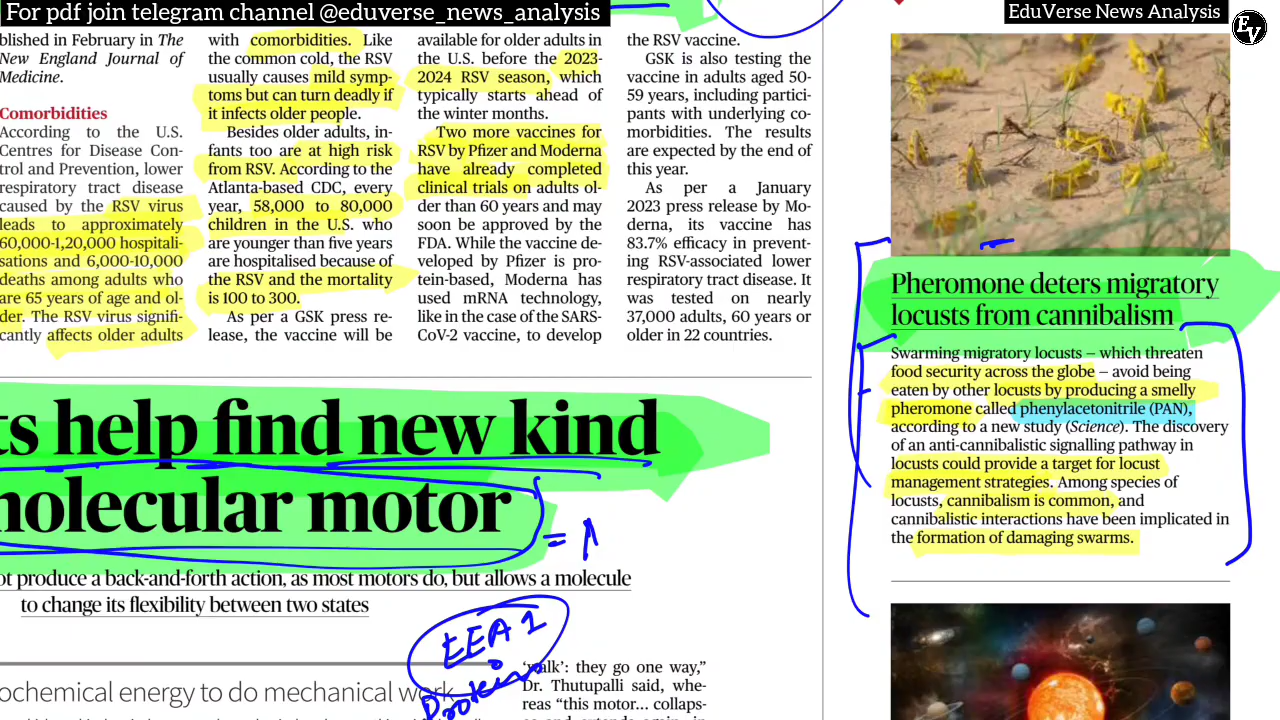 For pdf join telegram channel @eduverse_news_analysis
EduVerse News Analysis
EV
blished in February in The
New England Journal of
Medicine.
Comorbidities
According to the U.S.
Centres for Disease Con-
trol and Prevention, lower
respiratory tract disease
caused by the RSV virus
leads to approximately
60,000-1,20,000 hospitali-
sations and 6,000-10,000
deaths among adults who
are 65 years of age and ol-
der. The RSV virus signifi-
cantly affects older adults
with comorbidities. Like
the common cold, the RSV
usually causes mild symp-
toms but can turn deadly if
it infects older people.
Besides older adults, in-
fants too are at high risk
from RSV. According to the
Atlanta-based CDC, every
year, 58,000 to 80,000
children in the U.S. who
are younger than five years
are hospitalised because of
the RSV and the mortality
is 100 to 300.
As per a GSK press re-
lease, the vaccine will be
available for older adults in
the U.S. before the 2023-
2024 RSV season, which
typically starts ahead of
the winter months.
Two more vaccines for
RSV by Pfizer and Moderna
have already completed
clinical trials on adults ol-
der than 60 years and may
soon be approved by the
FDA. While the vaccine de-
veloped by Pfizer is pro-
tein-based, Moderna has
used mRNA technology,
like in the case of the SARS-
CoV-2 vaccine, to develop
the RSV vaccine.
GSK is also testing the
vaccine in adults aged 50-
59 years, including partici-
pants with underlying co-
morbidities. The results
are expected by the end of
this year.
As per a January
2023 press release by Mo-
derna, its vaccine has
83.7% efficacy in prevent-
ing RSV-associated lower
respiratory tract disease. It
was tested on nearly
37,000 adults, 60 years or
older in 22 countries.
Pheromone deters migratory
locusts from cannibalism
Swarming migratory locusts – which threaten
food security across the globe – avoid being
eaten by other locusts by producing a smelly
pheromone called phenylacetonitrile (PAN),
according to a new study (Science). The discovery
of an anti-cannibalistic signalling pathway in
locusts could provide a target for locust
management strategies. Among species of
locusts, cannibalism is common, and
cannibalistic interactions have been implicated in
the formation of damaging swarms.
ts help find new kind
molecular motor
ot produce a back-and-forth action, as most motors do, but allows a molecule
to change its flexibility between two states
EEA1
ochemical energy to do mechanical work
'walk': they go one way,"
Dr. Thutupalli said, whe-
reas "this motor... collaps-